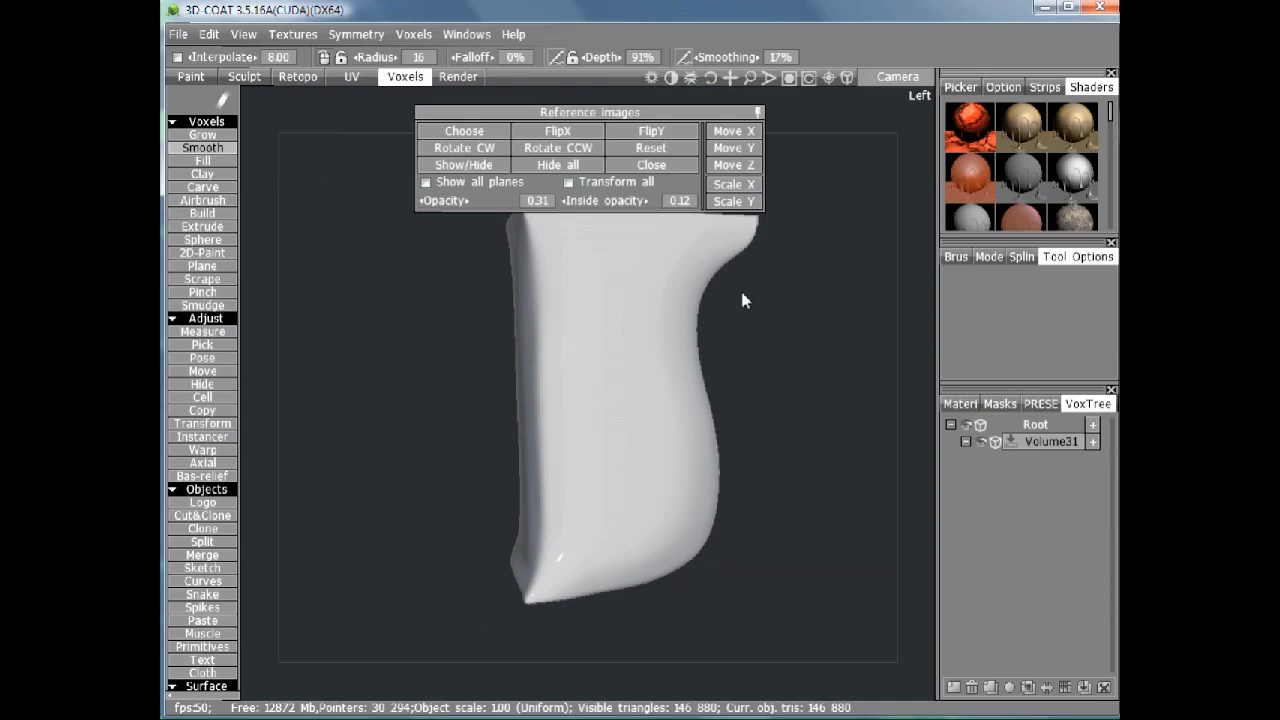 3D-COAT 3.5.16A(CUDA)(DX64)
File Edit View Textures Symmetry Voxels Windows Help
Interpolate 8.00 Radius 16 Falloff 0% Depth 91% Smoothing 17%
Paint Sculpt Retopo UV Voxels Render Camera
Left
Picker Option Strips Shaders
Reference images
Choose FlipX FlipY Move X
Rotate CW Rotate CCW Reset Move Y
Show/Hide Hide all Close Move Z
Show all planes Transform all Scale X
Opacity 0.31 Inside opacity 0.12 Scale Y
Voxels
Grow
Smooth
Fill
Clay
Carve
Airbrush
Build
Extrude
Sphere
2D-Paint
Plane
Scrape
Pinch
Smudge
Adjust
Measure
Pick
Pose
Move
Hide
Cell
Copy
Transform
Instancer
Warp
Axial
Bas-relief
Objects
Logo
Cut&Clone
Clone
Split
Merge
Sketch
Curves
Snake
Spikes
Paste
Muscle
Primitives
Text
Cloth
Surface
Brus Mode Splin Tool Options
Materi Masks PRESE VoxTree
Root +
Volume31 +
fps:50; Free: 12872 Mb,Pointers: 30 294;Object scale: 1.00 (Uniform); Visible triangles: 146 880; Curr. obj. tris: 146 880